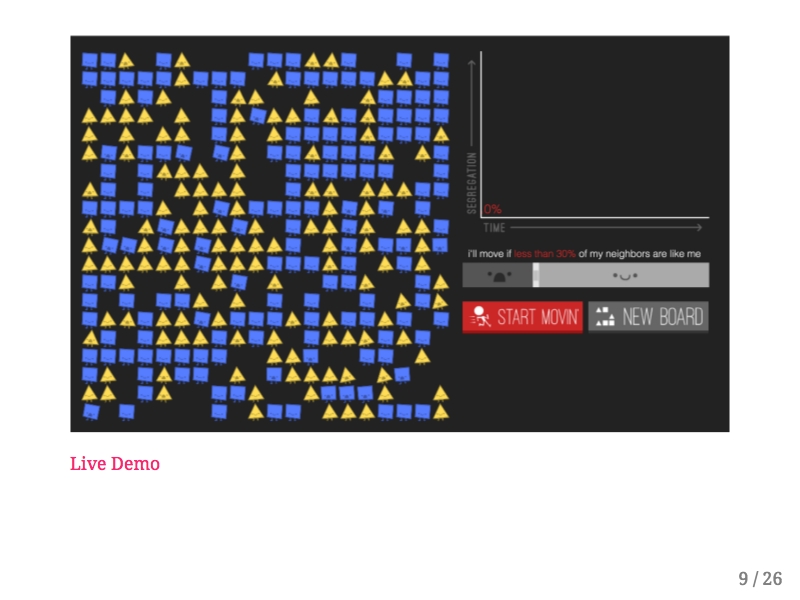 SEGREGATION
0%
TIME
i'll move if less than 30% of my neighbors are like me
START MOVIN'
NEW BOARD
Live Demo
9 / 26